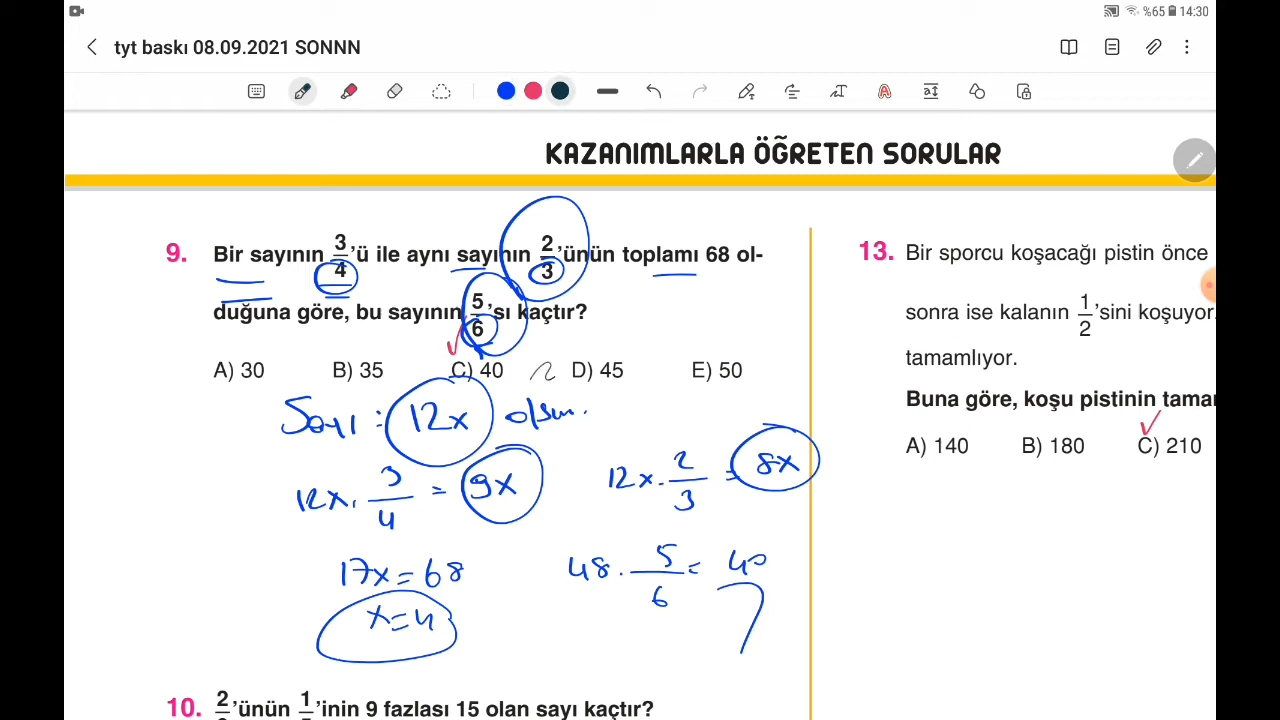 %65 14:30
tyt baskı 08.09.2021 SONNN
KAZANIMLARLA ÖĞRETEN SORULAR
9. Bir sayının 3/4 'ü ile aynı sayının 2/3 'ünün toplamı 68 ol-
duğuna göre, bu sayının 5/6 'sı kaçtır?
A) 30 B) 35 C) 40 D) 45 E) 50
Sayı : 12x olsun.
12x . 3/4 = 9x
12x . 2/3 = 8x
17x = 68
x = 4
48 . 5/6 = 40
10. 'ünün 'inin 9 fazlası 15 olan sayı kaçtır?
13. Bir sporcu koşacağı pistin önce
sonra ise kalanın 1/2 'sini koşuyor.
tamamlıyor.
Buna göre, koşu pistinin tamam
A) 140 B) 180 C) 210